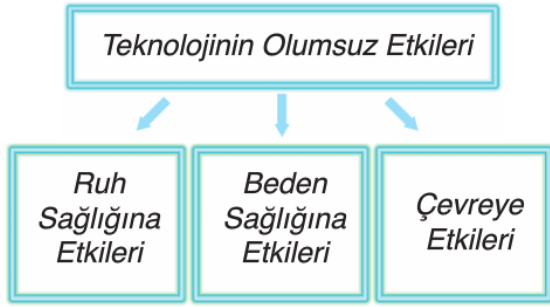 Teknolojinin Olumsuz Etkileri
Ruh
Sağlığına
Etkileri
Beden
Sağlığına
Etkileri
Çevreye
Etkileri